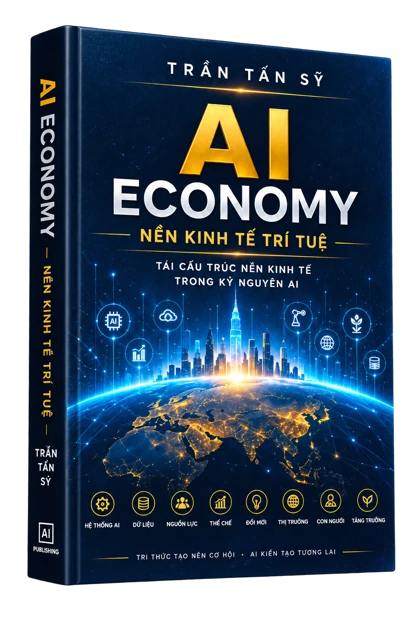 TRẦN TẤN SỸ
AI
ECONOMY
NỀN KINH TẾ TRÍ TUỆ
TÁI CẤU TRÚC NỀN KINH TẾ
TRONG KỶ NGUYÊN AI
AI
HỆ THỐNG AI
DỮ LIỆU
NGUỒN LỰC
THỂ CHẾ
ĐỔI MỚI
THỊ TRƯỜNG
CON NGƯỜI
TĂNG TRƯỞNG
TRI THỨC TẠO NÊN CƠ HỘI • AI KIẾN TẠO TƯƠNG LAI
AI ECONOMY — NỀN KINH TẾ TRÍ TUỆ —
TRẦN
TẤN
SỸ
AI
PUBLISHING